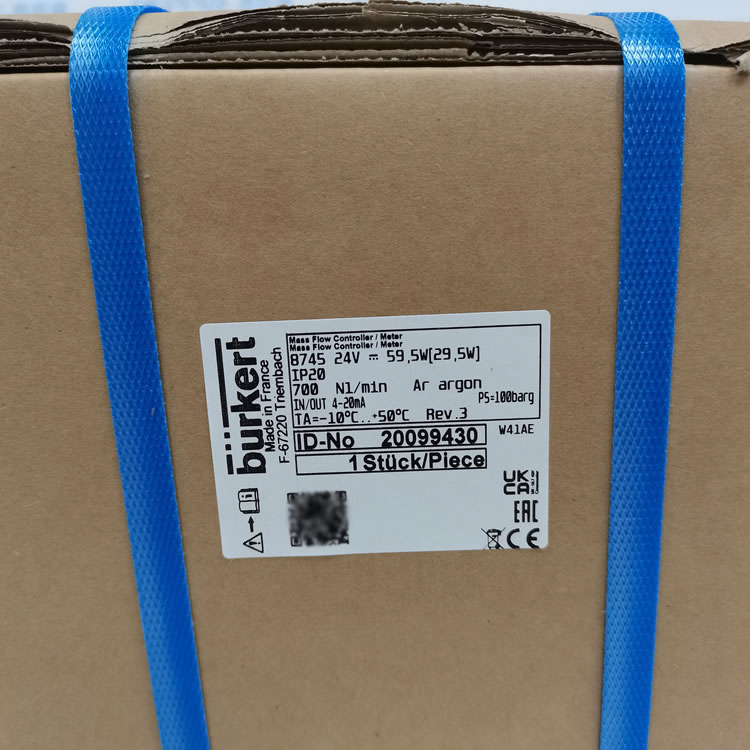 bürkert
Made in France
F-67220 Triembach
Mass Flow Controller / Meter
Mass Flow Controller / Meter
8745 24V ⎓ 59,5W[29,5W]
IP20
700 Nl/min Ar argon
IN/OUT 4-20mA PS=100barg
TA=-10°C..+50°C Rev.3
ID-No 20099430 W41AE
1 Stück/Piece
UK
CA
EAC
CE